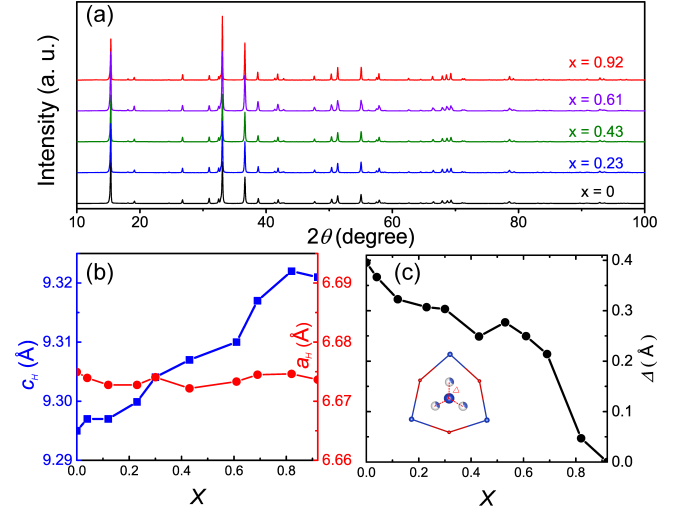 (a)
Intensity (a. u.)
x = 0.92
x = 0.61
x = 0.43
x = 0.23
x = 0
10 20 30 40 50 60 70 80 90 100
2θ (degree)
(b)
c_H (Å)
9.32
9.31
9.30
9.29
a_H (Å)
6.69
6.68
6.67
6.66
0.0 0.2 0.4 0.6 0.8
X
(c)
Δ
Δ (Å)
0.4
0.3
0.2
0.1
0.0
0.0 0.2 0.4 0.6 0.8
X